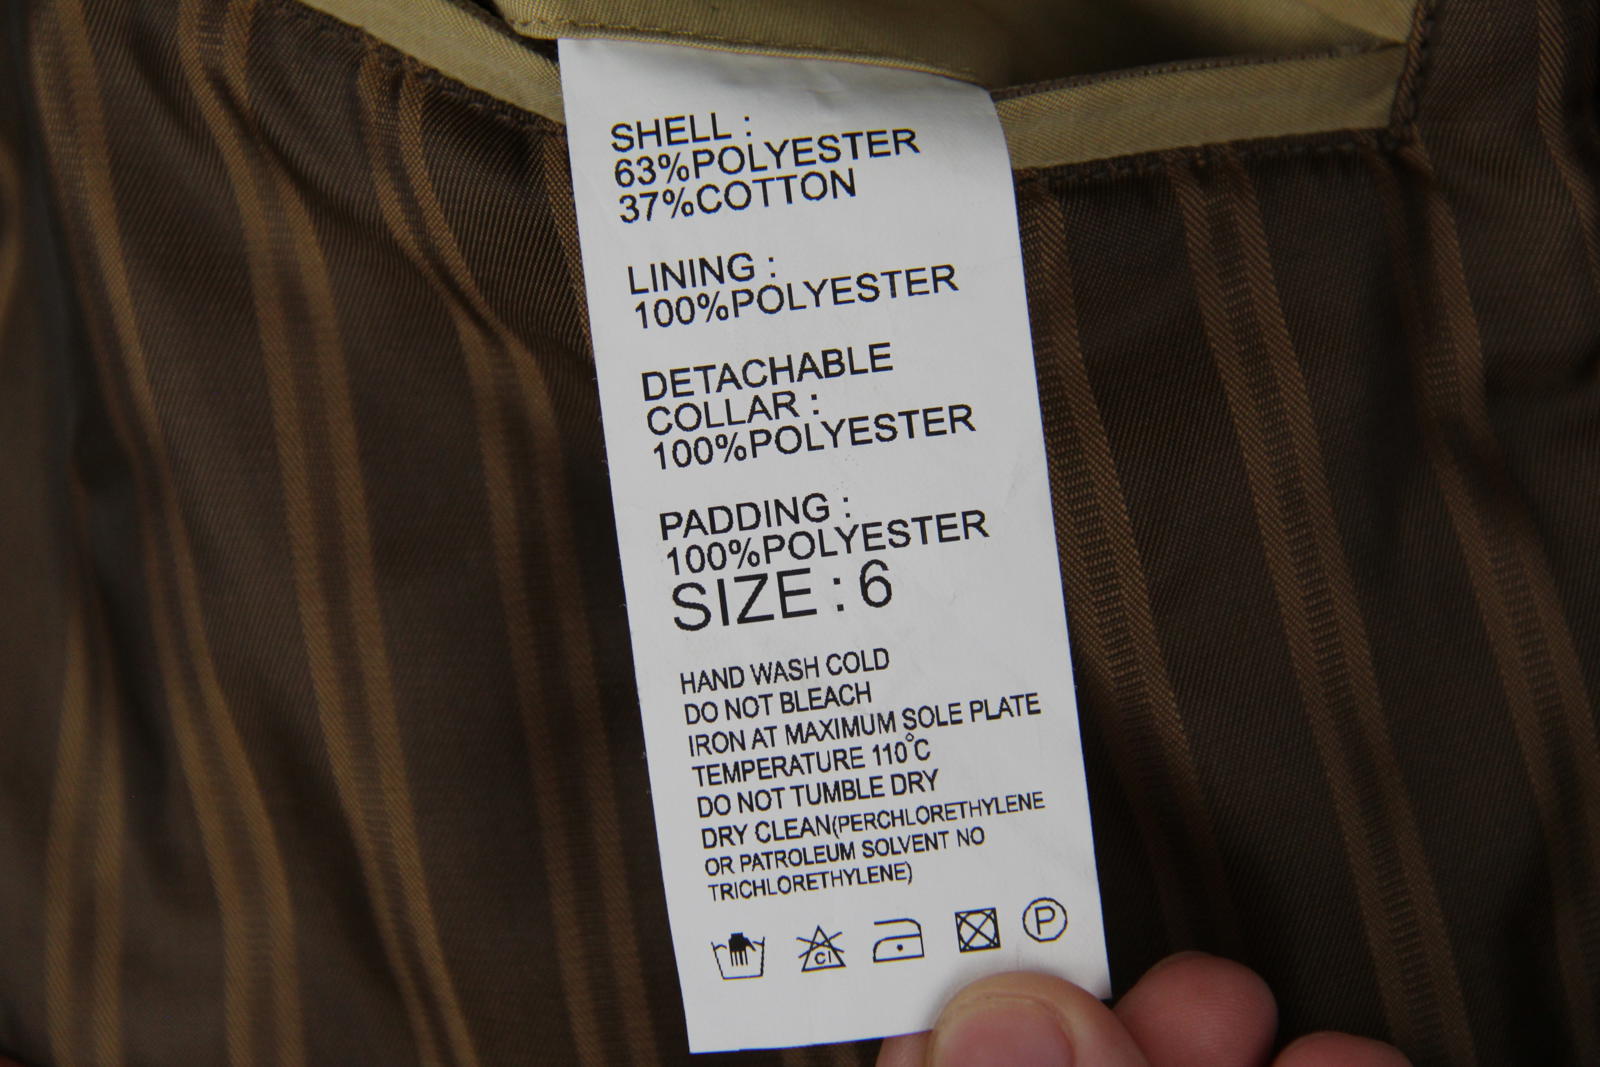 SHELL :
63%POLYESTER
37%COTTON
LINING :
100%POLYESTER
DETACHABLE
COLLAR :
100%POLYESTER
PADDING :
100%POLYESTER
SIZE : 6
HAND WASH COLD
DO NOT BLEACH
IRON AT MAXIMUM SOLE PLATE
TEMPERATURE 110°C
DO NOT TUMBLE DRY
DRY CLEAN(PERCHLORETHYLENE
OR PATROLEUM SOLVENT NO
TRICHLORETHYLENE)
Cl P